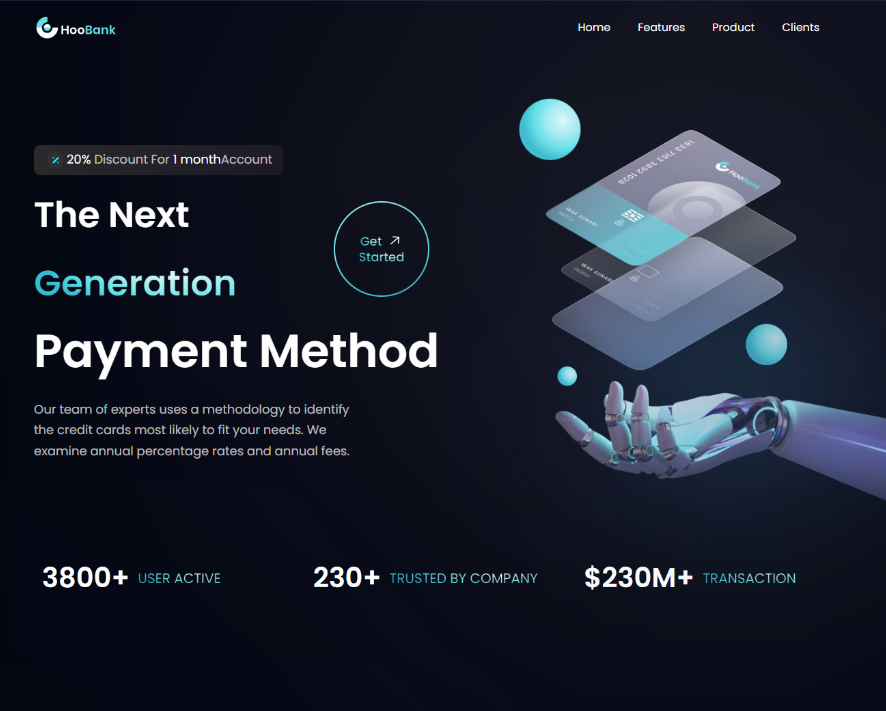 HooBank
Home Features Product Clients
20% Discount For 1 monthAccount
The Next
Generation
Payment Method
Get
Started
Our team of experts uses a methodology to identify
the credit cards most likely to fit your needs. We
examine annual percentage rates and annual fees.
HooBank
3800+ USER ACTIVE
230+ TRUSTED BY COMPANY
$230M+ TRANSACTION